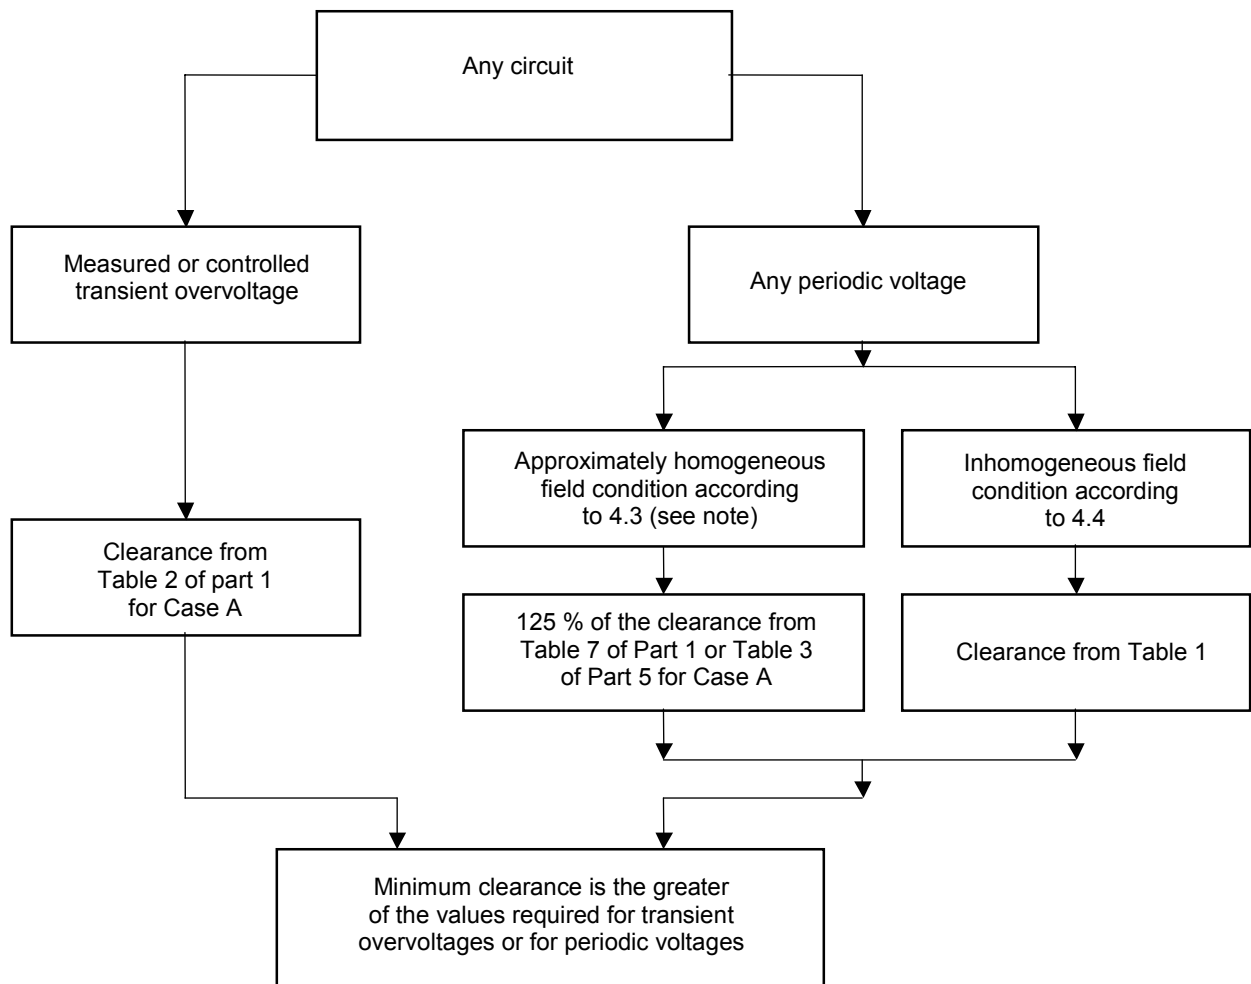 Any circuit
Measured or controlled
transient overvoltage
Any periodic voltage
Approximately homogeneous
field condition according
to 4.3 (see note)
Inhomogeneous field
condition according
to 4.4
Clearance from
Table 2 of part 1
for Case A
125 % of the clearance from
Table 7 of Part 1 or Table 3
of Part 5 for Case A
Clearance from Table 1
Minimum clearance is the greater
of the values required for transient
overvoltages or for periodic voltages